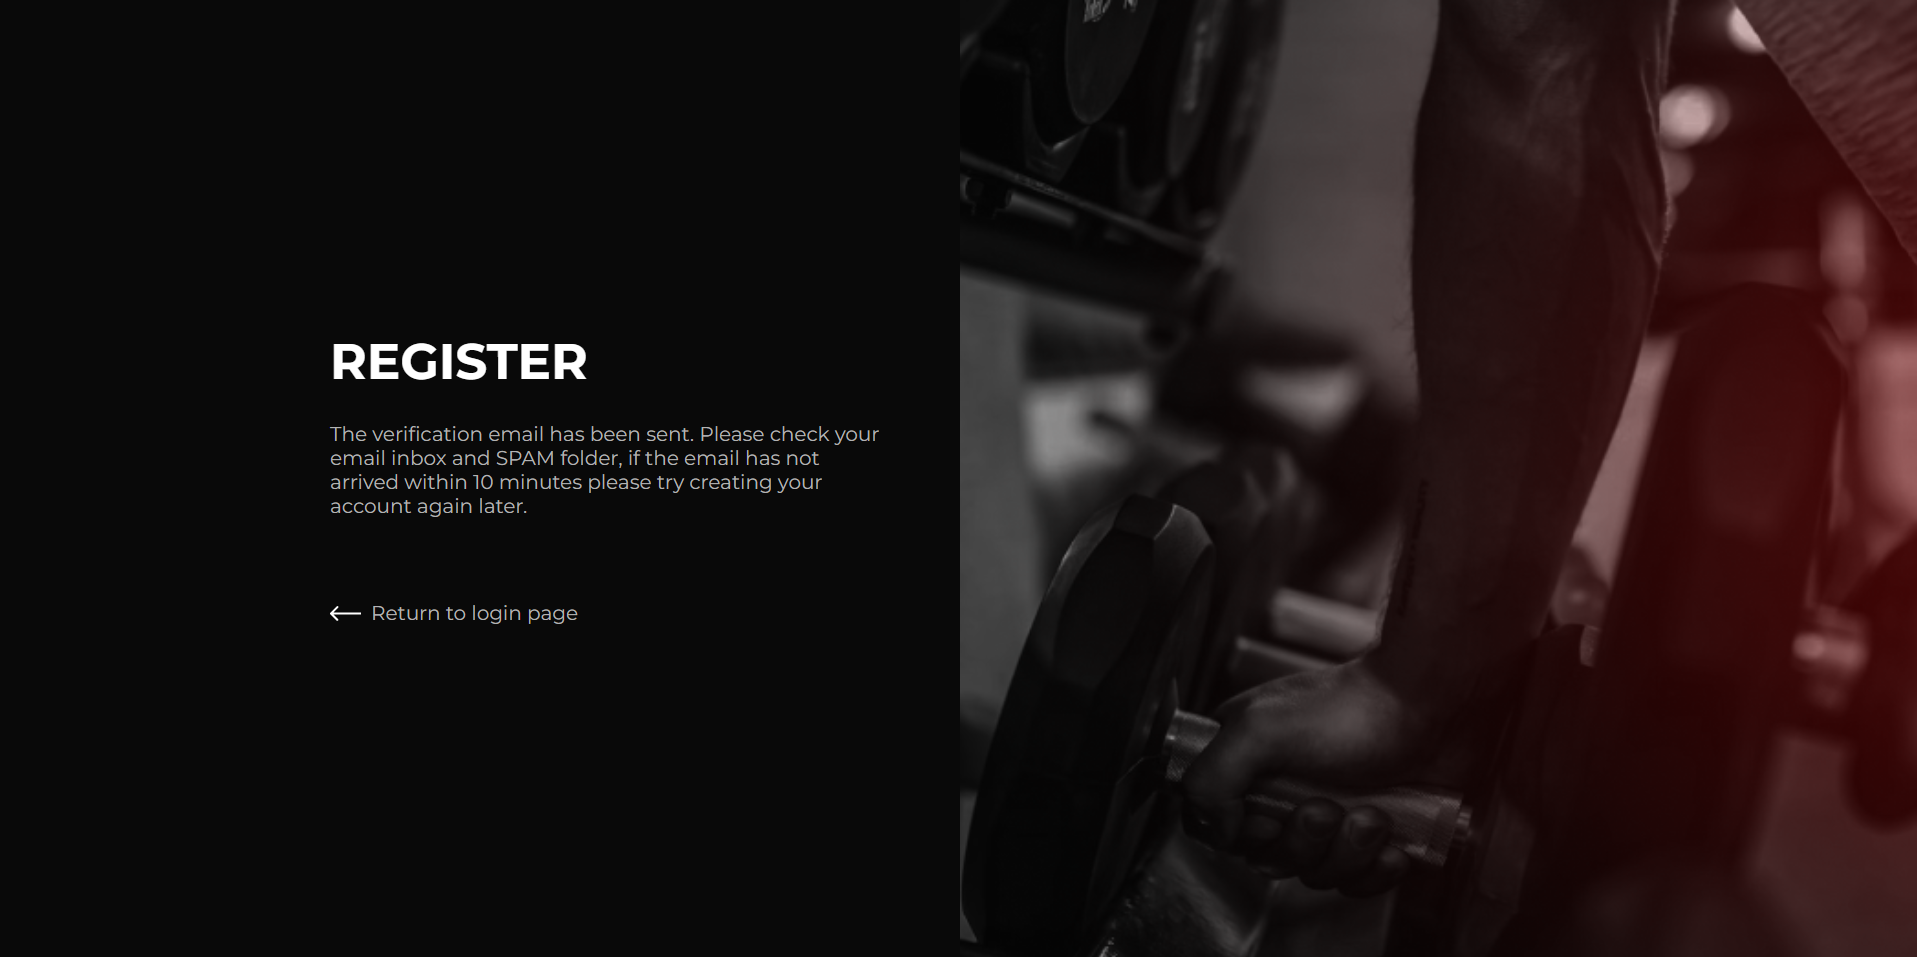 REGISTER
The verification email has been sent. Please check your
email inbox and SPAM folder, if the email has not
arrived within 10 minutes please try creating your
account again later.
Return to login page